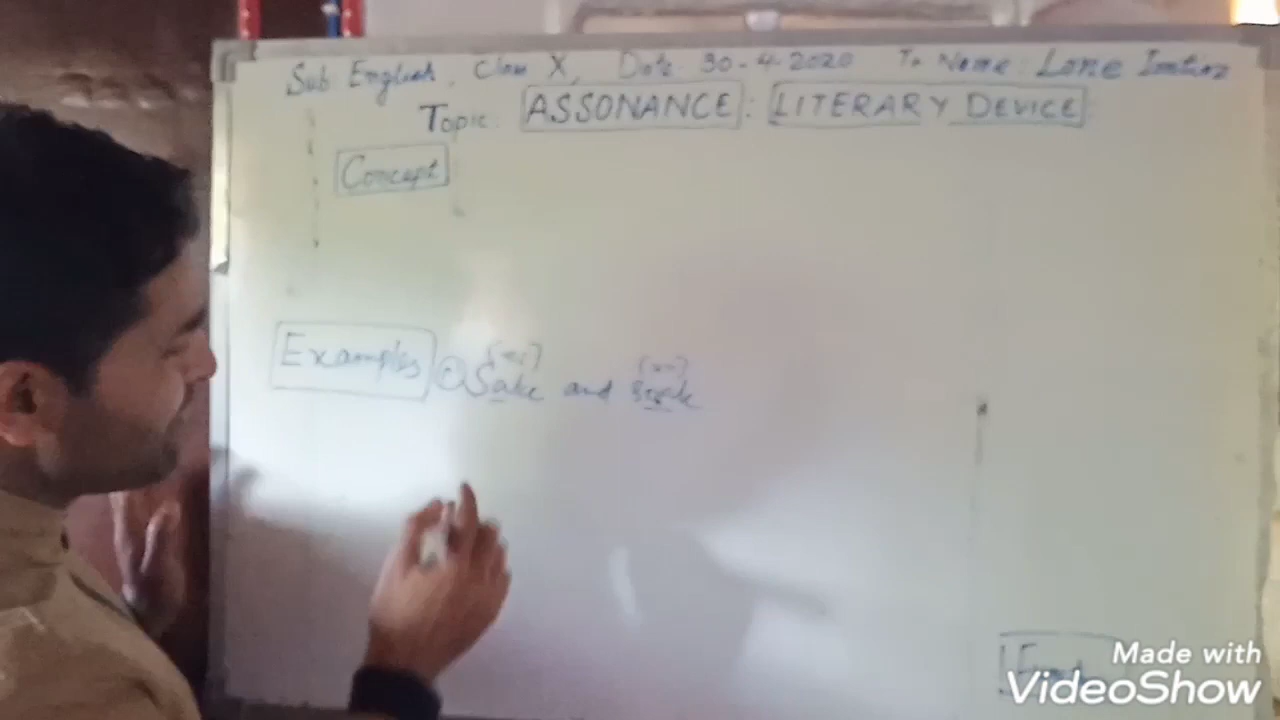 Sub English, Class X, Date: 30-4-2020 Tr Name: Lone Imtiaz
Topic: ASSONANCE: LITERARY DEVICE
Concept
Examples ① Sake and
Made with
VideoShow